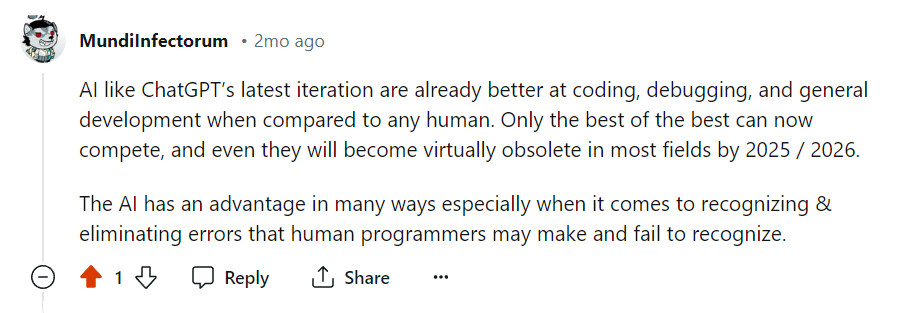 MundiInfectorum • 2mo ago
AI like ChatGPT's latest iteration are already better at coding, debugging, and general
development when compared to any human. Only the best of the best can now
compete, and even they will become virtually obsolete in most fields by 2025 / 2026.
The AI has an advantage in many ways especially when it comes to recognizing &
eliminating errors that human programmers may make and fail to recognize.
1 Reply Share ···